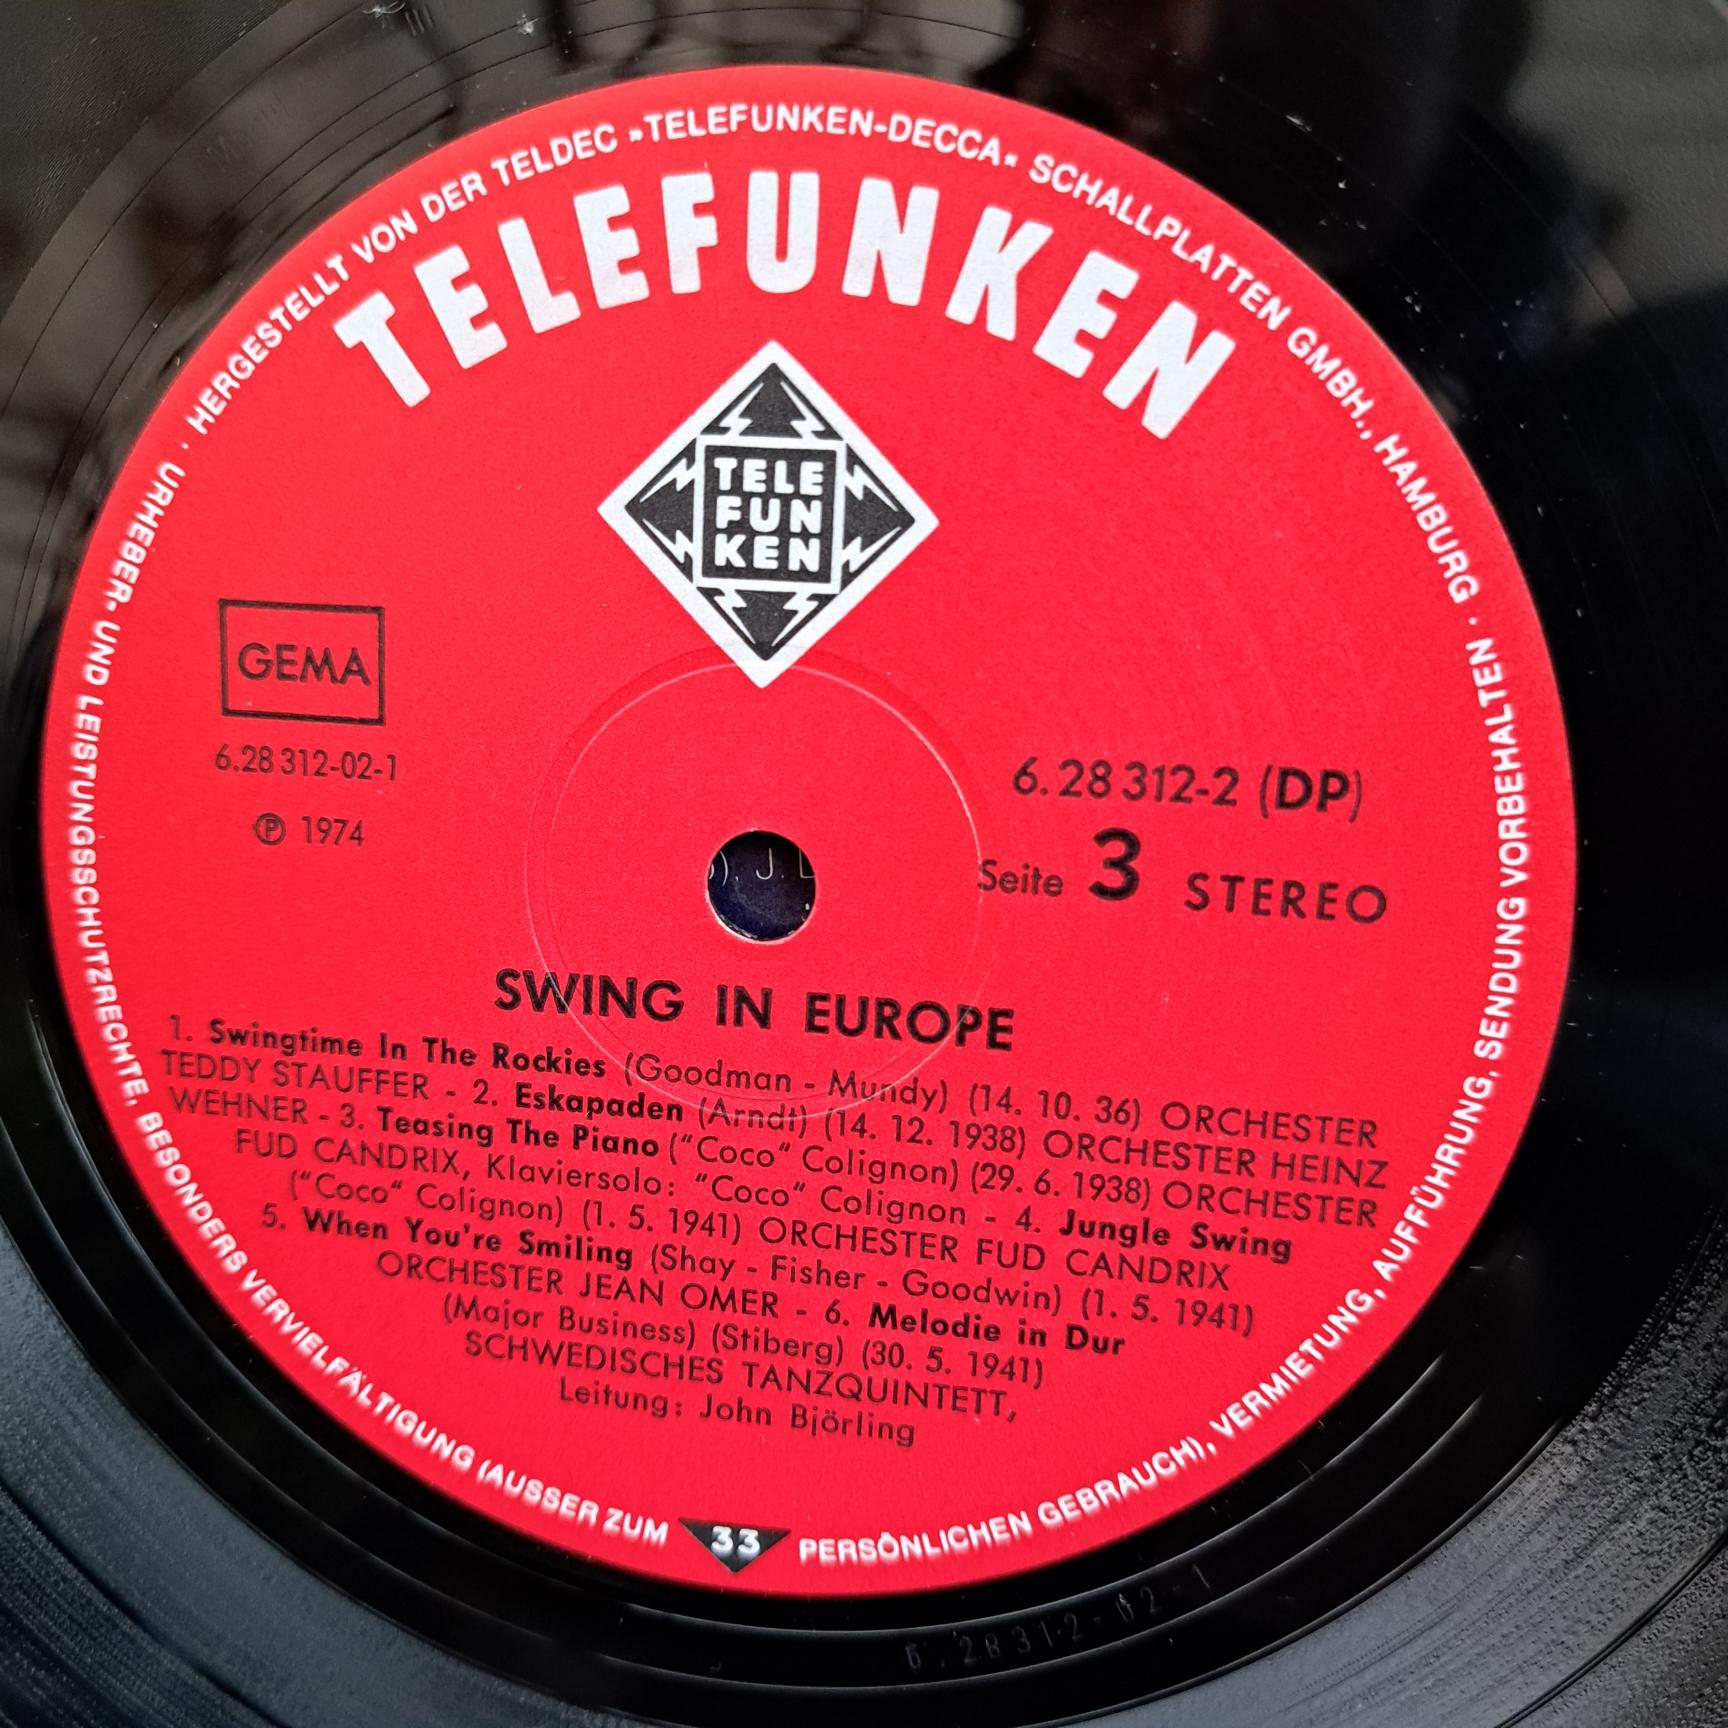 HERGESTELLT VON DER TELDEC »TELEFUNKEN-DECCA« SCHALLPLATTEN GMBH., HAMBURG · URHEBER- UND LEISTUNGSSCHUTZRECHTE, BESONDERS VERVIELFÄLTIGUNG (AUSSER ZUM PERSÖNLICHEN GEBRAUCH), VERMIETUNG, AUFFÜHRUNG, SENDUNG VORBEHALTEN ·
TELEFUNKEN
TELE
FUN
KEN
GEMA
6.28 312-02-1
℗ 1974
6.28 312-2 (DP)
Seite 3 STEREO
), J. L
SWING IN EUROPE
1. Swingtime In The Rockies (Goodman - Mundy) (14. 10. 36) ORCHESTER
TEDDY STAUFFER - 2. Eskapaden (Arndt) (14. 12. 1938) ORCHESTER HEINZ
WEHNER - 3. Teasing The Piano ("Coco" Colignon) (29. 6. 1938) ORCHESTER
FUD CANDRIX, Klaviersolo: "Coco" Colignon - 4. Jungle Swing
("Coco" Colignon) (1. 5. 1941) ORCHESTER FUD CANDRIX
5. When You're Smiling (Shay - Fisher - Goodwin) (1. 5. 1941)
ORCHESTER JEAN OMER - 6. Melodie in Dur
(Major Business) (Stiberg) (30. 5. 1941)
SCHWEDISCHES TANZQUINTETT,
Leitung: John Björling
33
6.28312-02-1